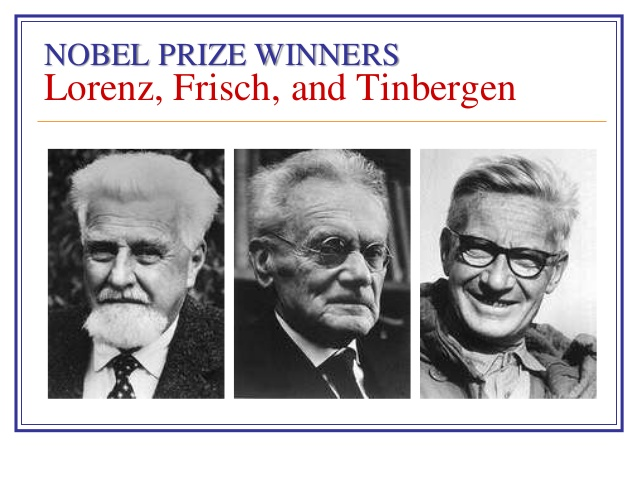 NOBEL PRIZE WINNERS
Lorenz, Frisch, and Tinbergen